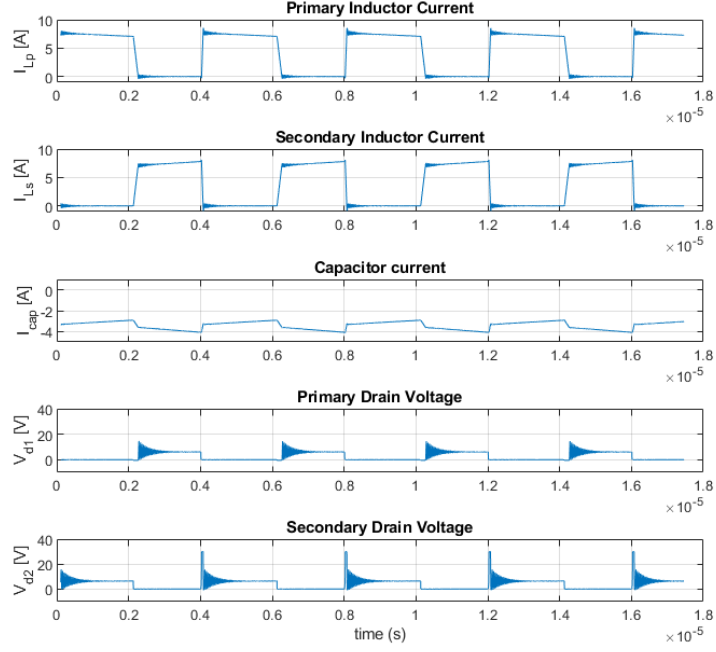 Primary Inductor Current
I_Lp [A]
10
5
0
0 0.2 0.4 0.6 0.8 1 1.2 1.4 1.6 1.8
×10^-5
Secondary Inductor Current
I_Ls [A]
10
5
0
0 0.2 0.4 0.6 0.8 1 1.2 1.4 1.6 1.8
×10^-5
Capacitor current
I_cap [A]
0
-2
-4
0 0.2 0.4 0.6 0.8 1 1.2 1.4 1.6 1.8
×10^-5
Primary Drain Voltage
V_d1 [V]
40
20
0
0 0.2 0.4 0.6 0.8 1 1.2 1.4 1.6 1.8
×10^-5
Secondary Drain Voltage
V_d2 [V]
40
20
0
0 0.2 0.4 0.6 0.8 1 1.2 1.4 1.6 1.8
time (s)
×10^-5